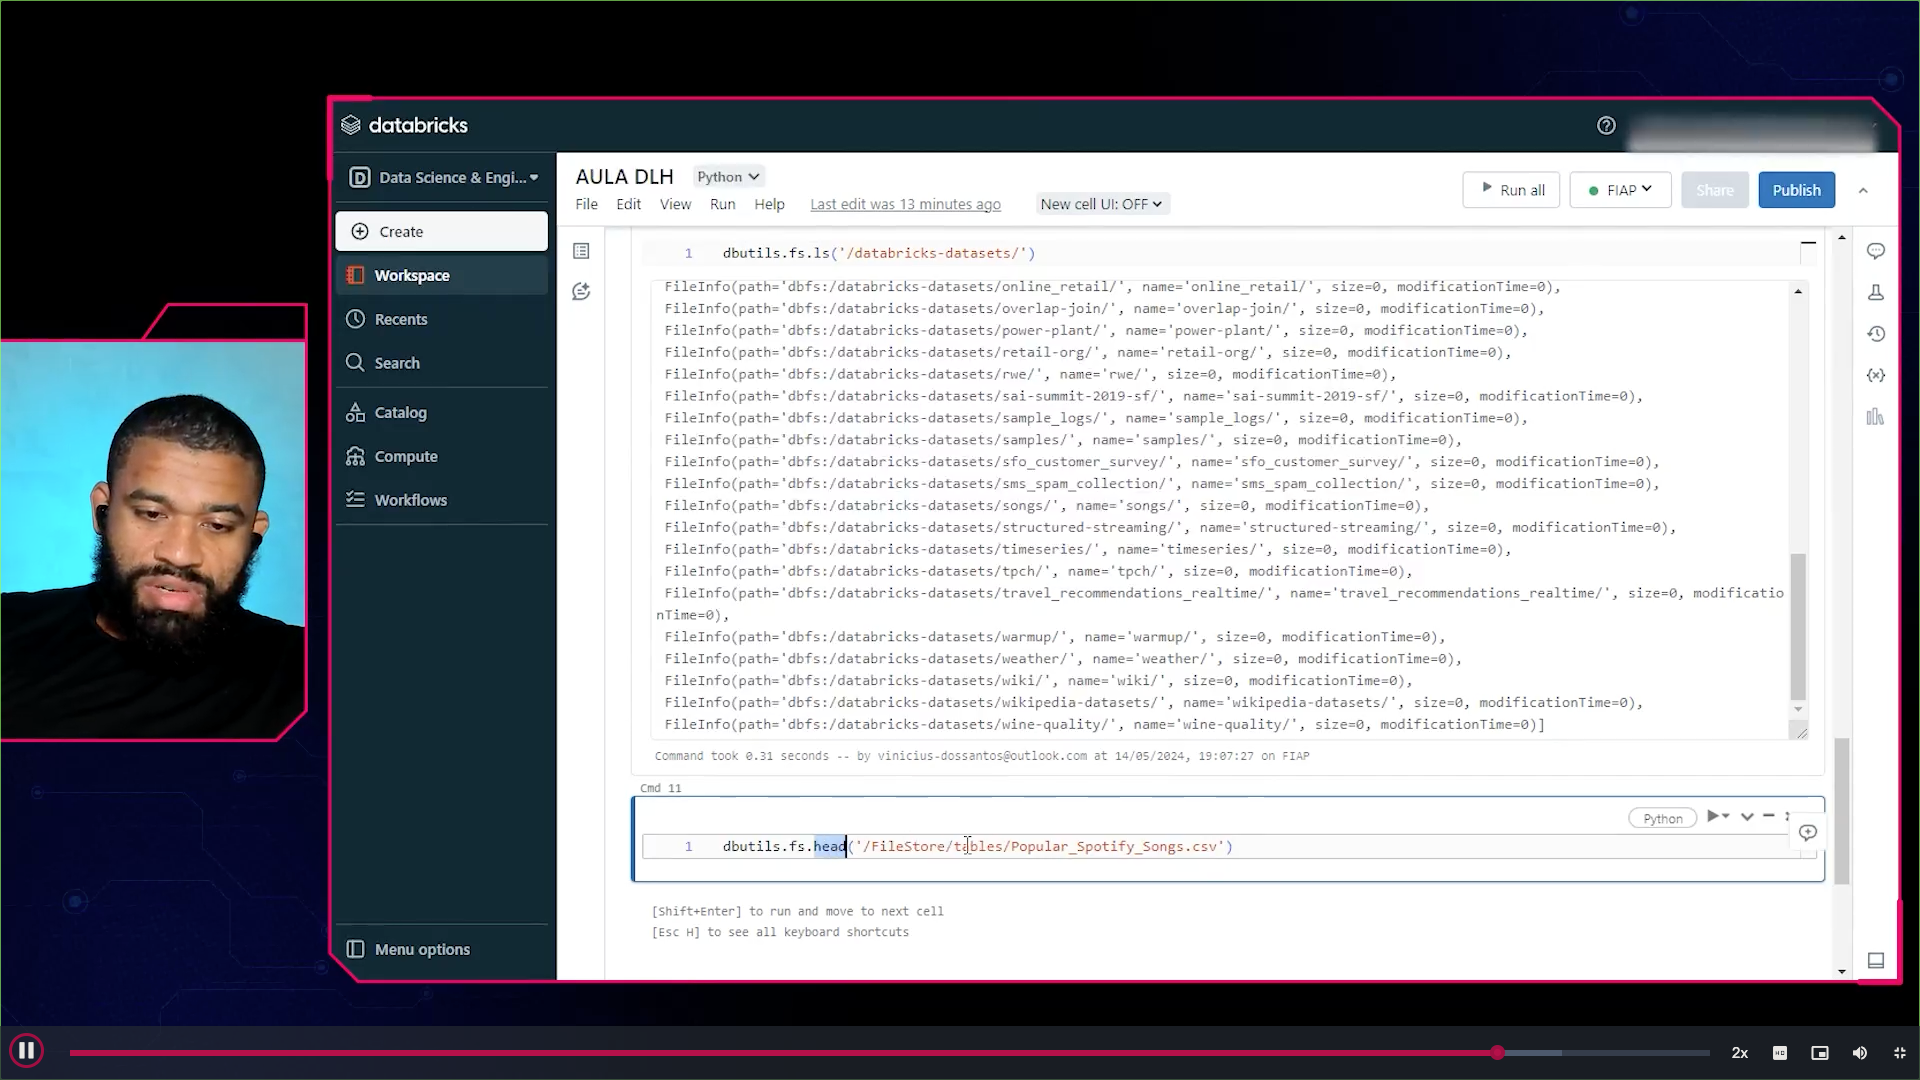 databricks
Data Science & Engi...
Create
Workspace
Recents
Search
Catalog
Compute
Workflows
Menu options
AULA DLH
Python
File Edit View Run Help Last edit was 13 minutes ago New cell UI: OFF
Run all
FIAP
Share
Publish
1 dbutils.fs.ls('/databricks-datasets/')
FileInfo(path='dbfs:/databricks-datasets/online_retail/', name='online_retail/', size=0, modificationTime=0),
FileInfo(path='dbfs:/databricks-datasets/overlap-join/', name='overlap-join/', size=0, modificationTime=0),
FileInfo(path='dbfs:/databricks-datasets/power-plant/', name='power-plant/', size=0, modificationTime=0),
FileInfo(path='dbfs:/databricks-datasets/retail-org/', name='retail-org/', size=0, modificationTime=0),
FileInfo(path='dbfs:/databricks-datasets/rwe/', name='rwe/', size=0, modificationTime=0),
FileInfo(path='dbfs:/databricks-datasets/sai-summit-2019-sf/', name='sai-summit-2019-sf/', size=0, modificationTime=0),
FileInfo(path='dbfs:/databricks-datasets/sample_logs/', name='sample_logs/', size=0, modificationTime=0),
FileInfo(path='dbfs:/databricks-datasets/samples/', name='samples/', size=0, modificationTime=0),
FileInfo(path='dbfs:/databricks-datasets/sfo_customer_survey/', name='sfo_customer_survey/', size=0, modificationTime=0),
FileInfo(path='dbfs:/databricks-datasets/sms_spam_collection/', name='sms_spam_collection/', size=0, modificationTime=0),
FileInfo(path='dbfs:/databricks-datasets/songs/', name='songs/', size=0, modificationTime=0),
FileInfo(path='dbfs:/databricks-datasets/structured-streaming/', name='structured-streaming/', size=0, modificationTime=0),
FileInfo(path='dbfs:/databricks-datasets/timeseries/', name='timeseries/', size=0, modificationTime=0),
FileInfo(path='dbfs:/databricks-datasets/tpch/', name='tpch/', size=0, modificationTime=0),
FileInfo(path='dbfs:/databricks-datasets/travel_recommendations_realtime/', name='travel_recommendations_realtime/', size=0, modificatio
nTime=0),
FileInfo(path='dbfs:/databricks-datasets/warmup/', name='warmup/', size=0, modificationTime=0),
FileInfo(path='dbfs:/databricks-datasets/weather/', name='weather/', size=0, modificationTime=0),
FileInfo(path='dbfs:/databricks-datasets/wiki/', name='wiki/', size=0, modificationTime=0),
FileInfo(path='dbfs:/databricks-datasets/wikipedia-datasets/', name='wikipedia-datasets/', size=0, modificationTime=0),
FileInfo(path='dbfs:/databricks-datasets/wine-quality/', name='wine-quality/', size=0, modificationTime=0)]
Command took 0.31 seconds -- by vinicius-dossantos@outlook.com at 14/05/2024, 19:07:27 on FIAP
Cmd 11
Python
1 dbutils.fs.head('/FileStore/tables/Popular_Spotify_Songs.csv')
[Shift+Enter] to run and move to next cell
[Esc H] to see all keyboard shortcuts
2x